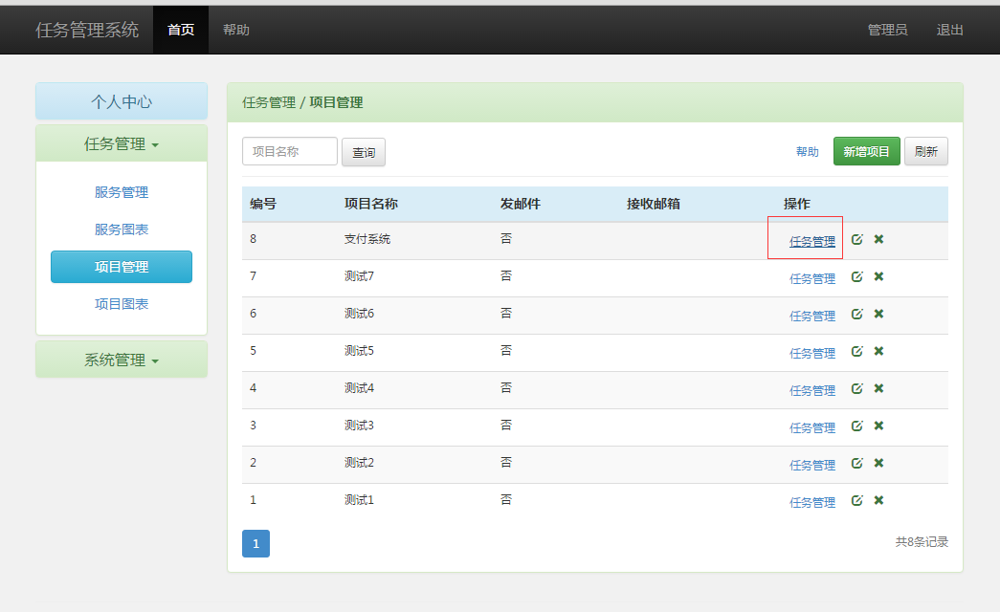 任务管理系统 首页 帮助 管理员 退出
个人中心
任务管理
服务管理
服务图表
项目管理
项目图表
系统管理
任务管理 / 项目管理
项目名称 查询 帮助 新增项目 刷新
编号 项目名称 发邮件 接收邮箱 操作
8 支付系统 否 任务管理
7 测试7 否 任务管理
6 测试6 否 任务管理
5 测试5 否 任务管理
4 测试4 否 任务管理
3 测试3 否 任务管理
2 测试2 否 任务管理
1 测试1 否 任务管理
1 共8条记录